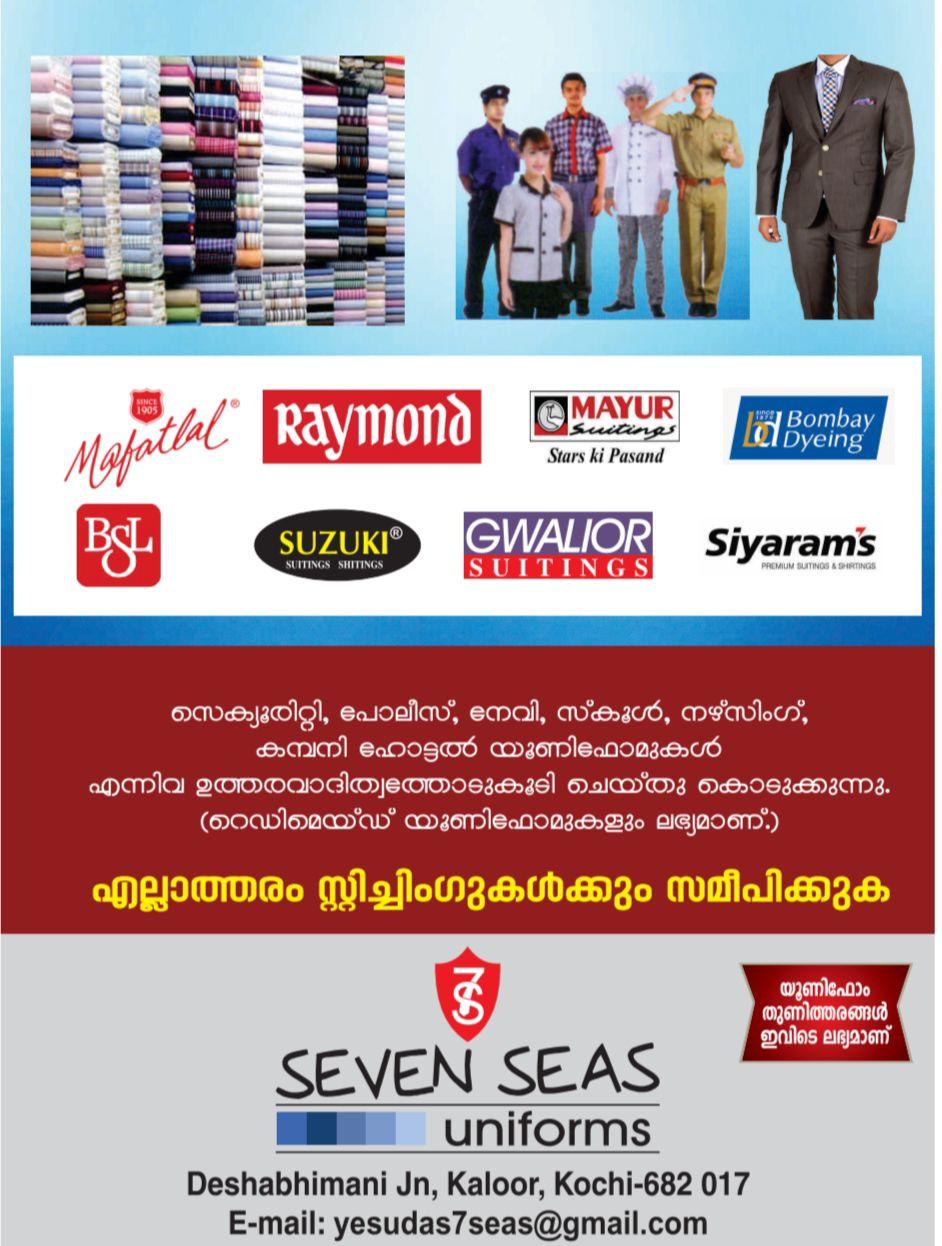 SINCE
1905
Mafatlal®
Raymond
MAYUR
Suitings
Stars ki Pasand
SINCE
1879
bd Bombay
Dyeing
BSL
SUZUKI®
SUITINGS SHITINGS
GWALIOR
SUITINGS
Siyaram's
PREMIUM SUITINGS & SHIRTINGS
സെക്യൂരിറ്റി, പോലീസ്, നേവി, സ്കൂൾ, നഴ്സിംഗ്,
കമ്പനി ഹോട്ടൽ യൂണിഫോമുകൾ
എന്നിവ ഉത്തരവാദിത്വത്തോടുകൂടി ചെയ്തു കൊടുക്കുന്നു.
(റെഡിമെയ്ഡ് യൂണിഫോമുകളും ലഭ്യമാണ്.)
എല്ലാത്തരം സ്റ്റിച്ചിംഗുകൾക്കും സമീപിക്കുക
7S
യൂണിഫോം
തുണിത്തരങ്ങൾ
ഇവിടെ ലഭ്യമാണ്
SEVEN SEAS
uniforms
Deshabhimani Jn, Kaloor, Kochi-682 017
E-mail: yesudas7seas@gmail.com